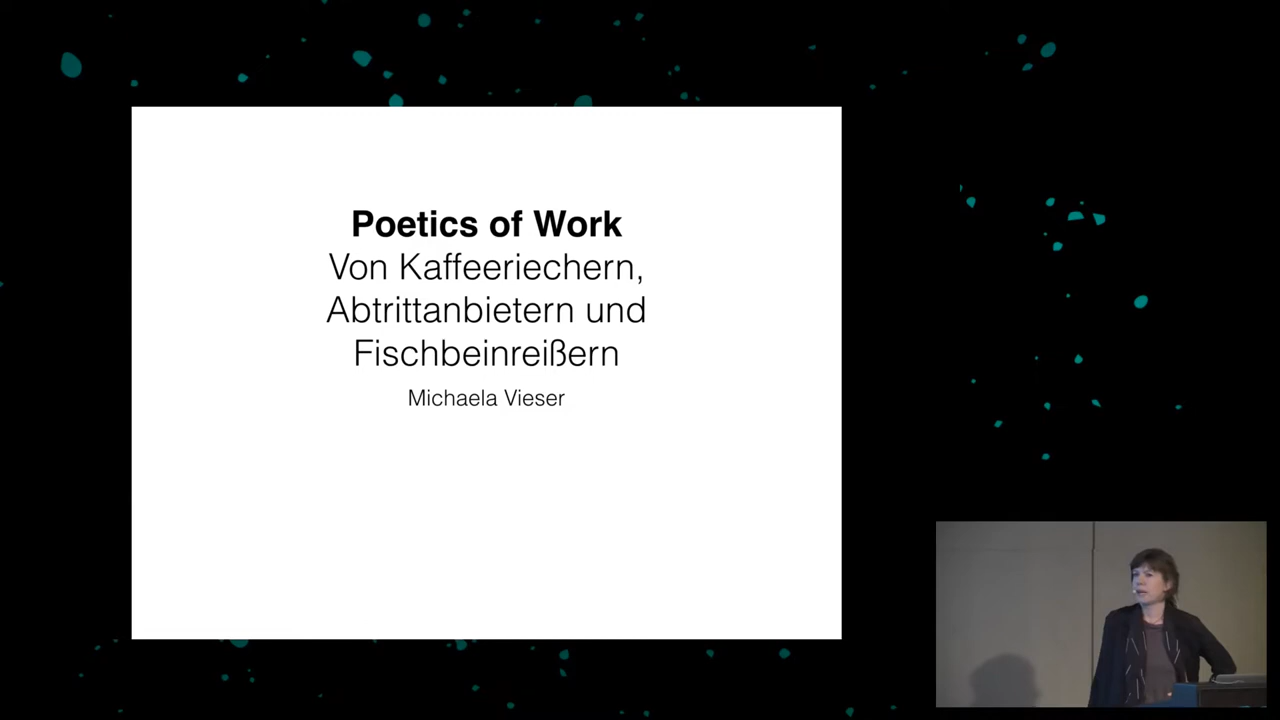 Poetics of Work
Von Kaffeeriechern,
Abtrittanbietern und
Fischbeinreißern
Michaela Vieser